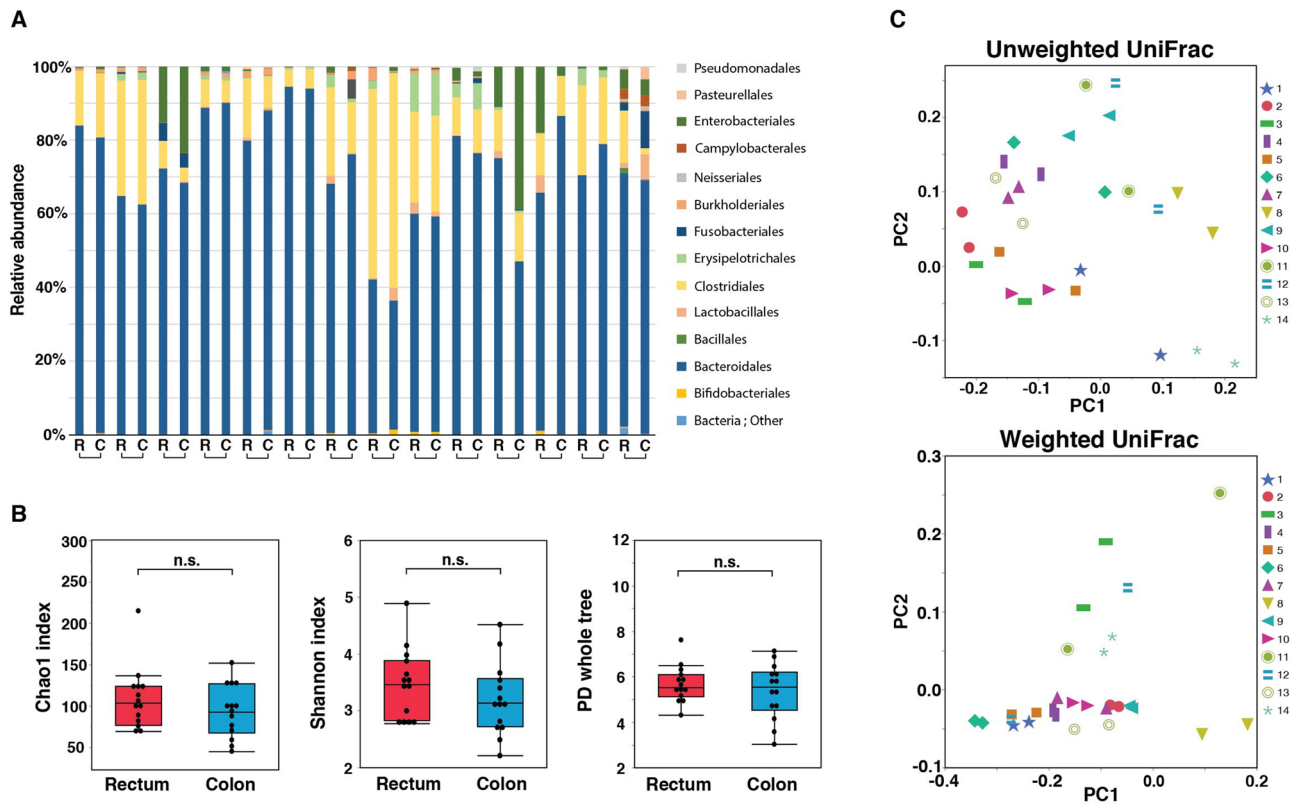 A
100%
80%
60%
40%
20%
0%
Relative abundance
R C R C R C R C R C R C R C R C R C R C R C R C R C R C
Pseudomonadales
Pasteurellales
Enterobacteriales
Campylobacterales
Neisseriales
Burkholderiales
Fusobacteriales
Erysipelotrichales
Clostridiales
Lactobacillales
Bacillales
Bacteroidales
Bifidobacteriales
Bacteria ; Other
B
300
250
200
150
100
50
Chao1 index
n.s.
Rectum Colon
6
5
4
3
2
Shannon index
n.s.
Rectum Colon
12
10
8
6
4
2
PD whole tree
n.s.
Rectum Colon
C
Unweighted UniFrac
0.2
0.1
0.0
-0.1
PC2
-0.2 -0.1 0.0 0.1 0.2
PC1
1
2
3
4
5
6
7
8
9
10
11
12
13
14
Weighted UniFrac
0.3
0.2
0.1
0.0
-0.1
PC2
-0.4 -0.2 0.0 0.2
PC1
1
2
3
4
5
6
7
8
9
10
11
12
13
14